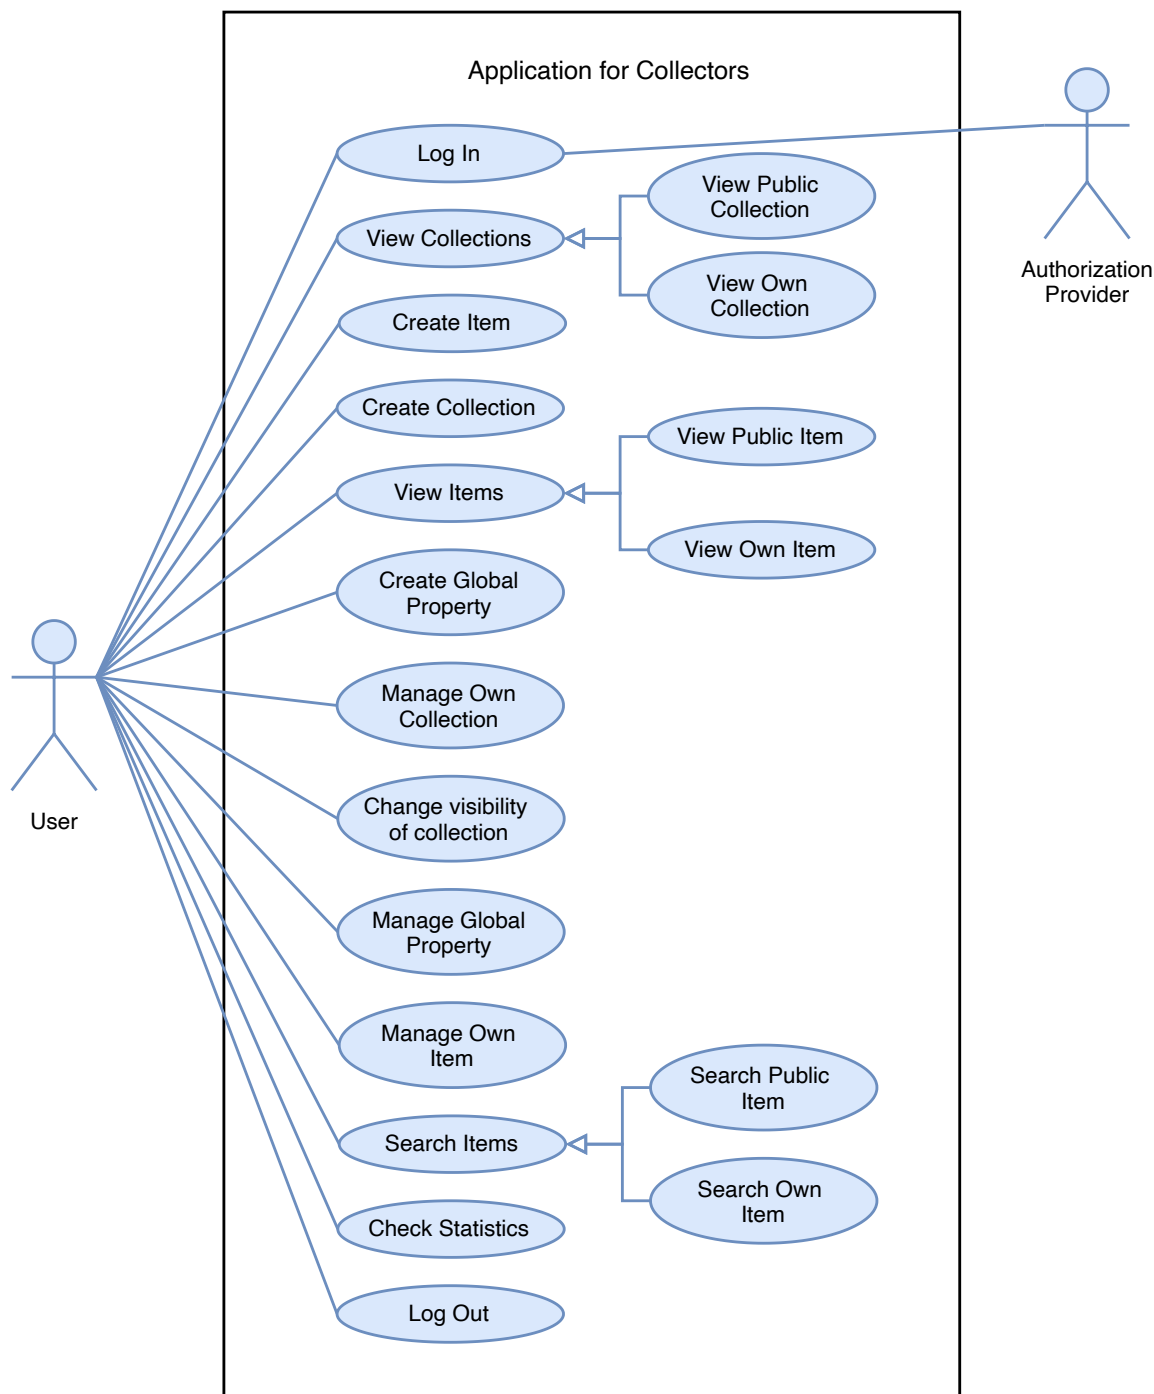 Application for Collectors
Log In
View Public
Collection
View Collections
Authorization
Provider
View Own
Collection
Create Item
Create Collection
View Public Item
View Items
View Own Item
Create Global
Property
Manage Own
Collection
User
Change visibility
of collection
Manage Global
Property
Manage Own
Item
Search Public
Item
Search Items
Search Own
Item
Check Statistics
Log Out